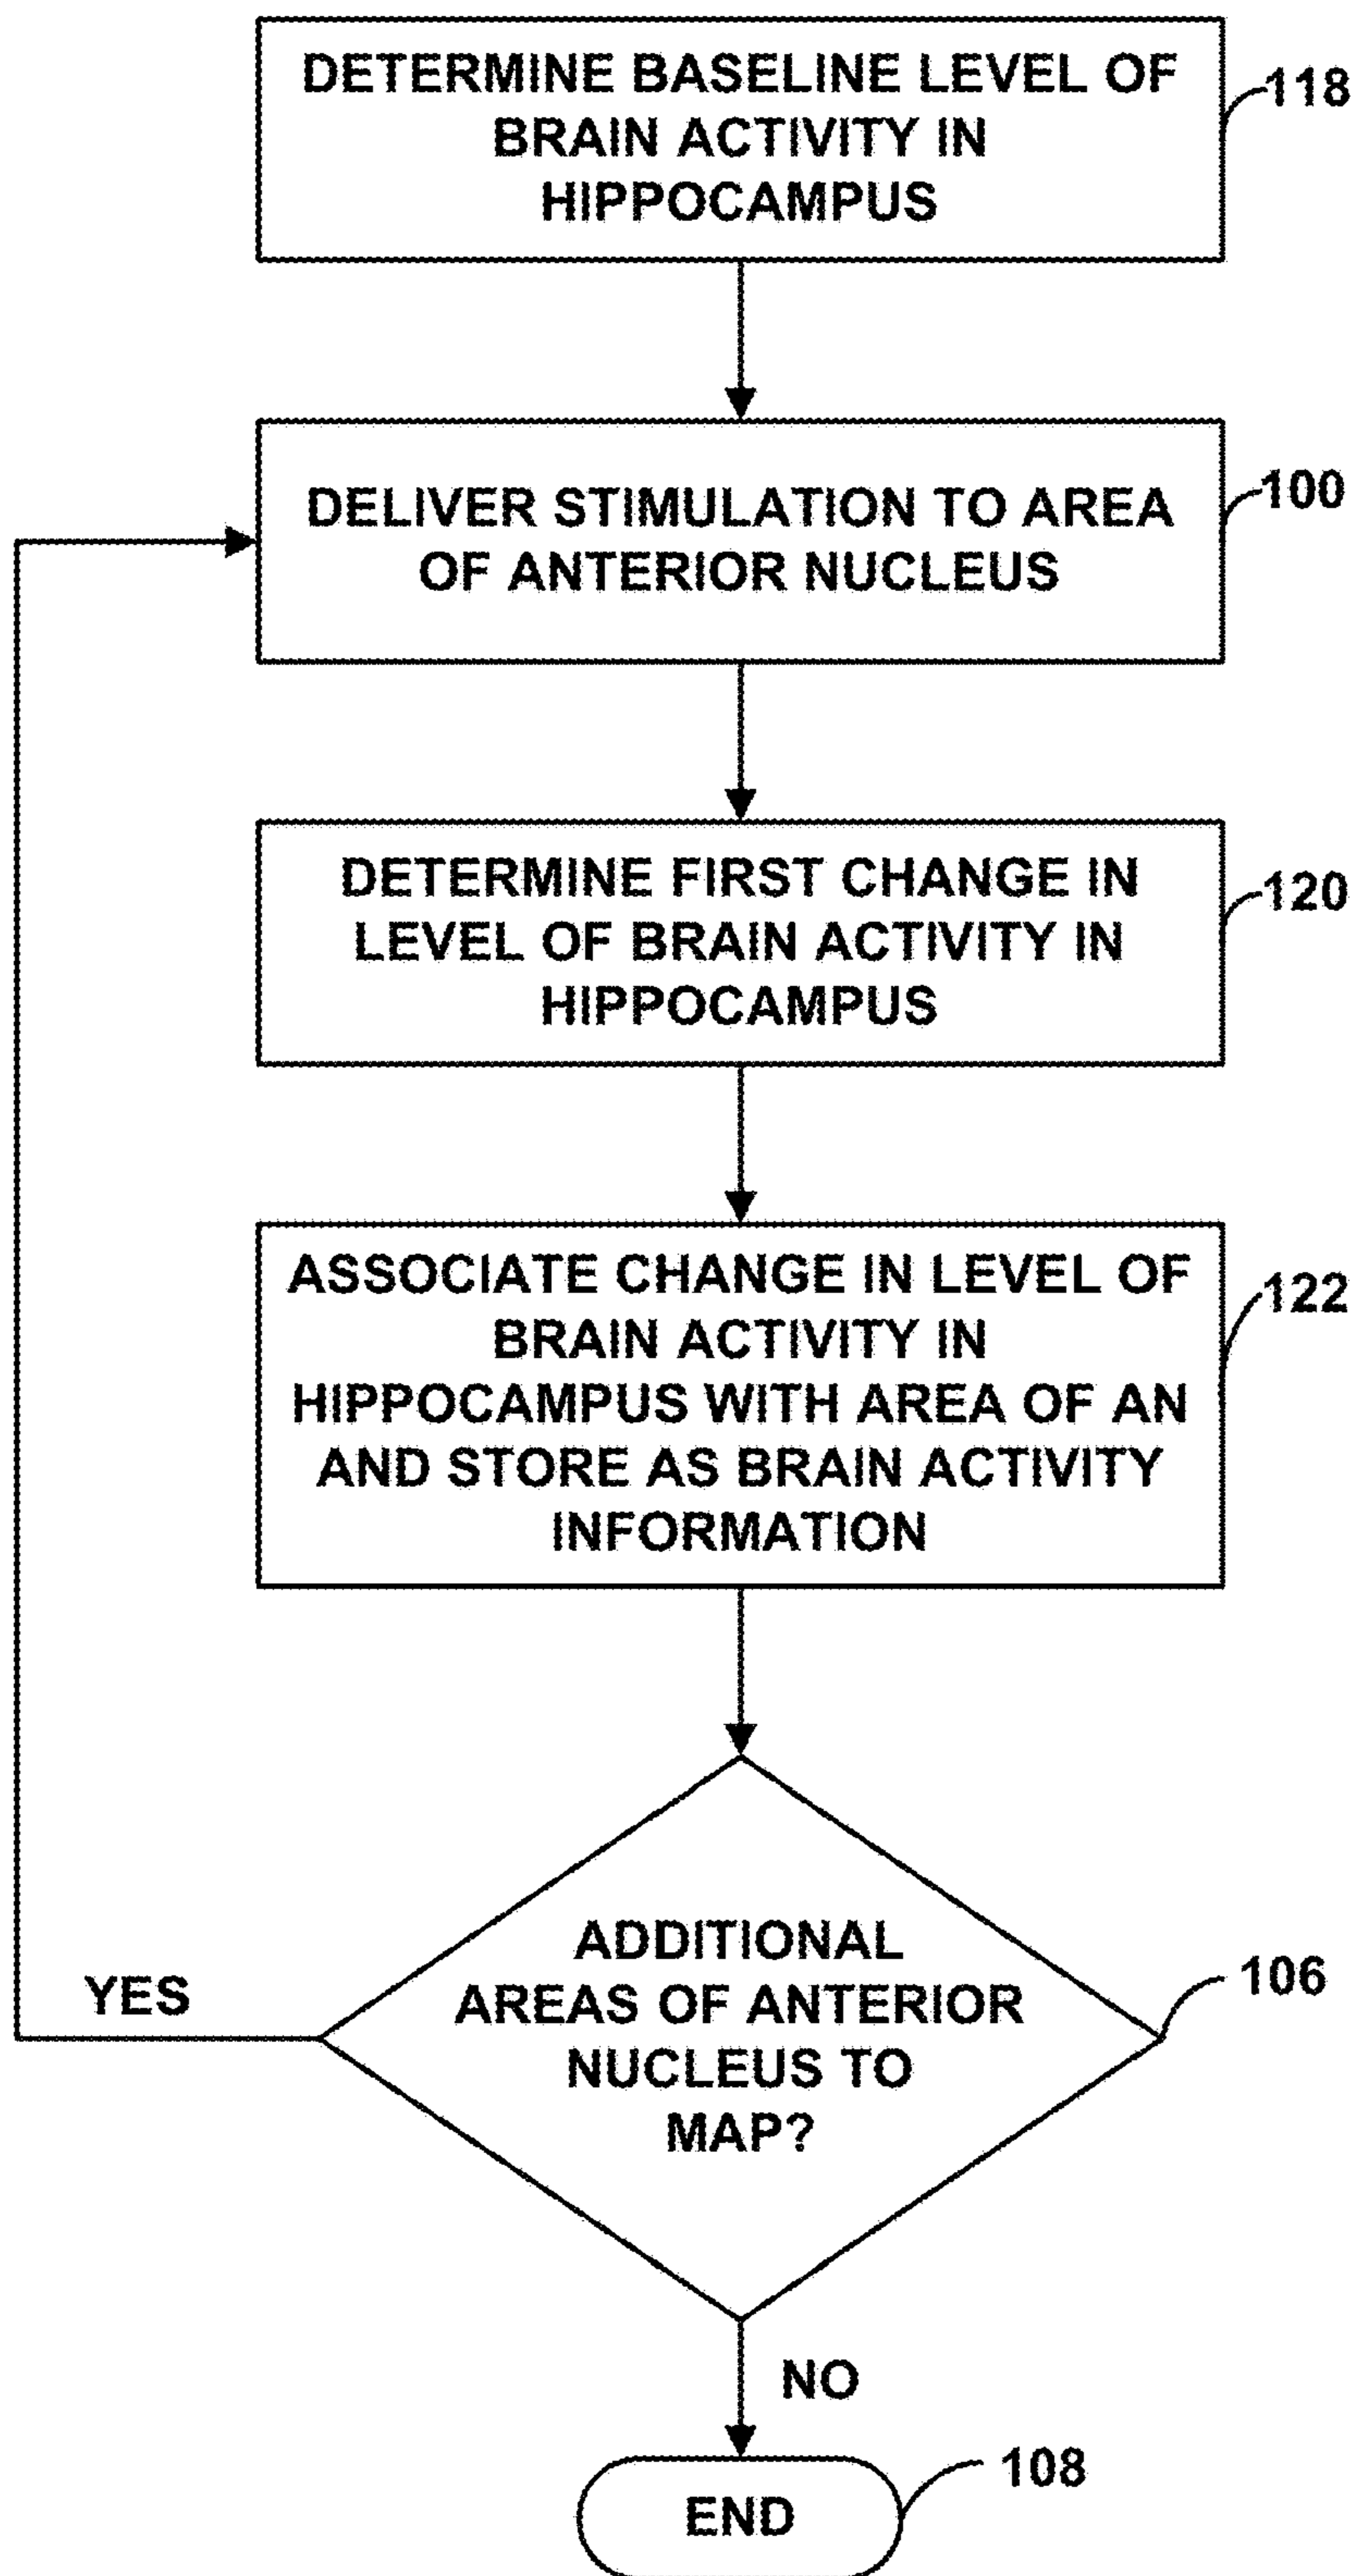 DETERMINE BASELINE LEVEL OF
BRAIN ACTIVITY IN
HIPPOCAMPUS
118
DELIVER STIMULATION TO AREA
OF ANTERIOR NUCLEUS
100
DETERMINE FIRST CHANGE IN
LEVEL OF BRAIN ACTIVITY IN
HIPPOCAMPUS
120
ASSOCIATE CHANGE IN LEVEL OF
BRAIN ACTIVITY IN
HIPPOCAMPUS WITH AREA OF AN
AND STORE AS BRAIN ACTIVITY
INFORMATION
122
ADDITIONAL
AREAS OF ANTERIOR
NUCLEUS TO
MAP?
106
YES
NO
END
108